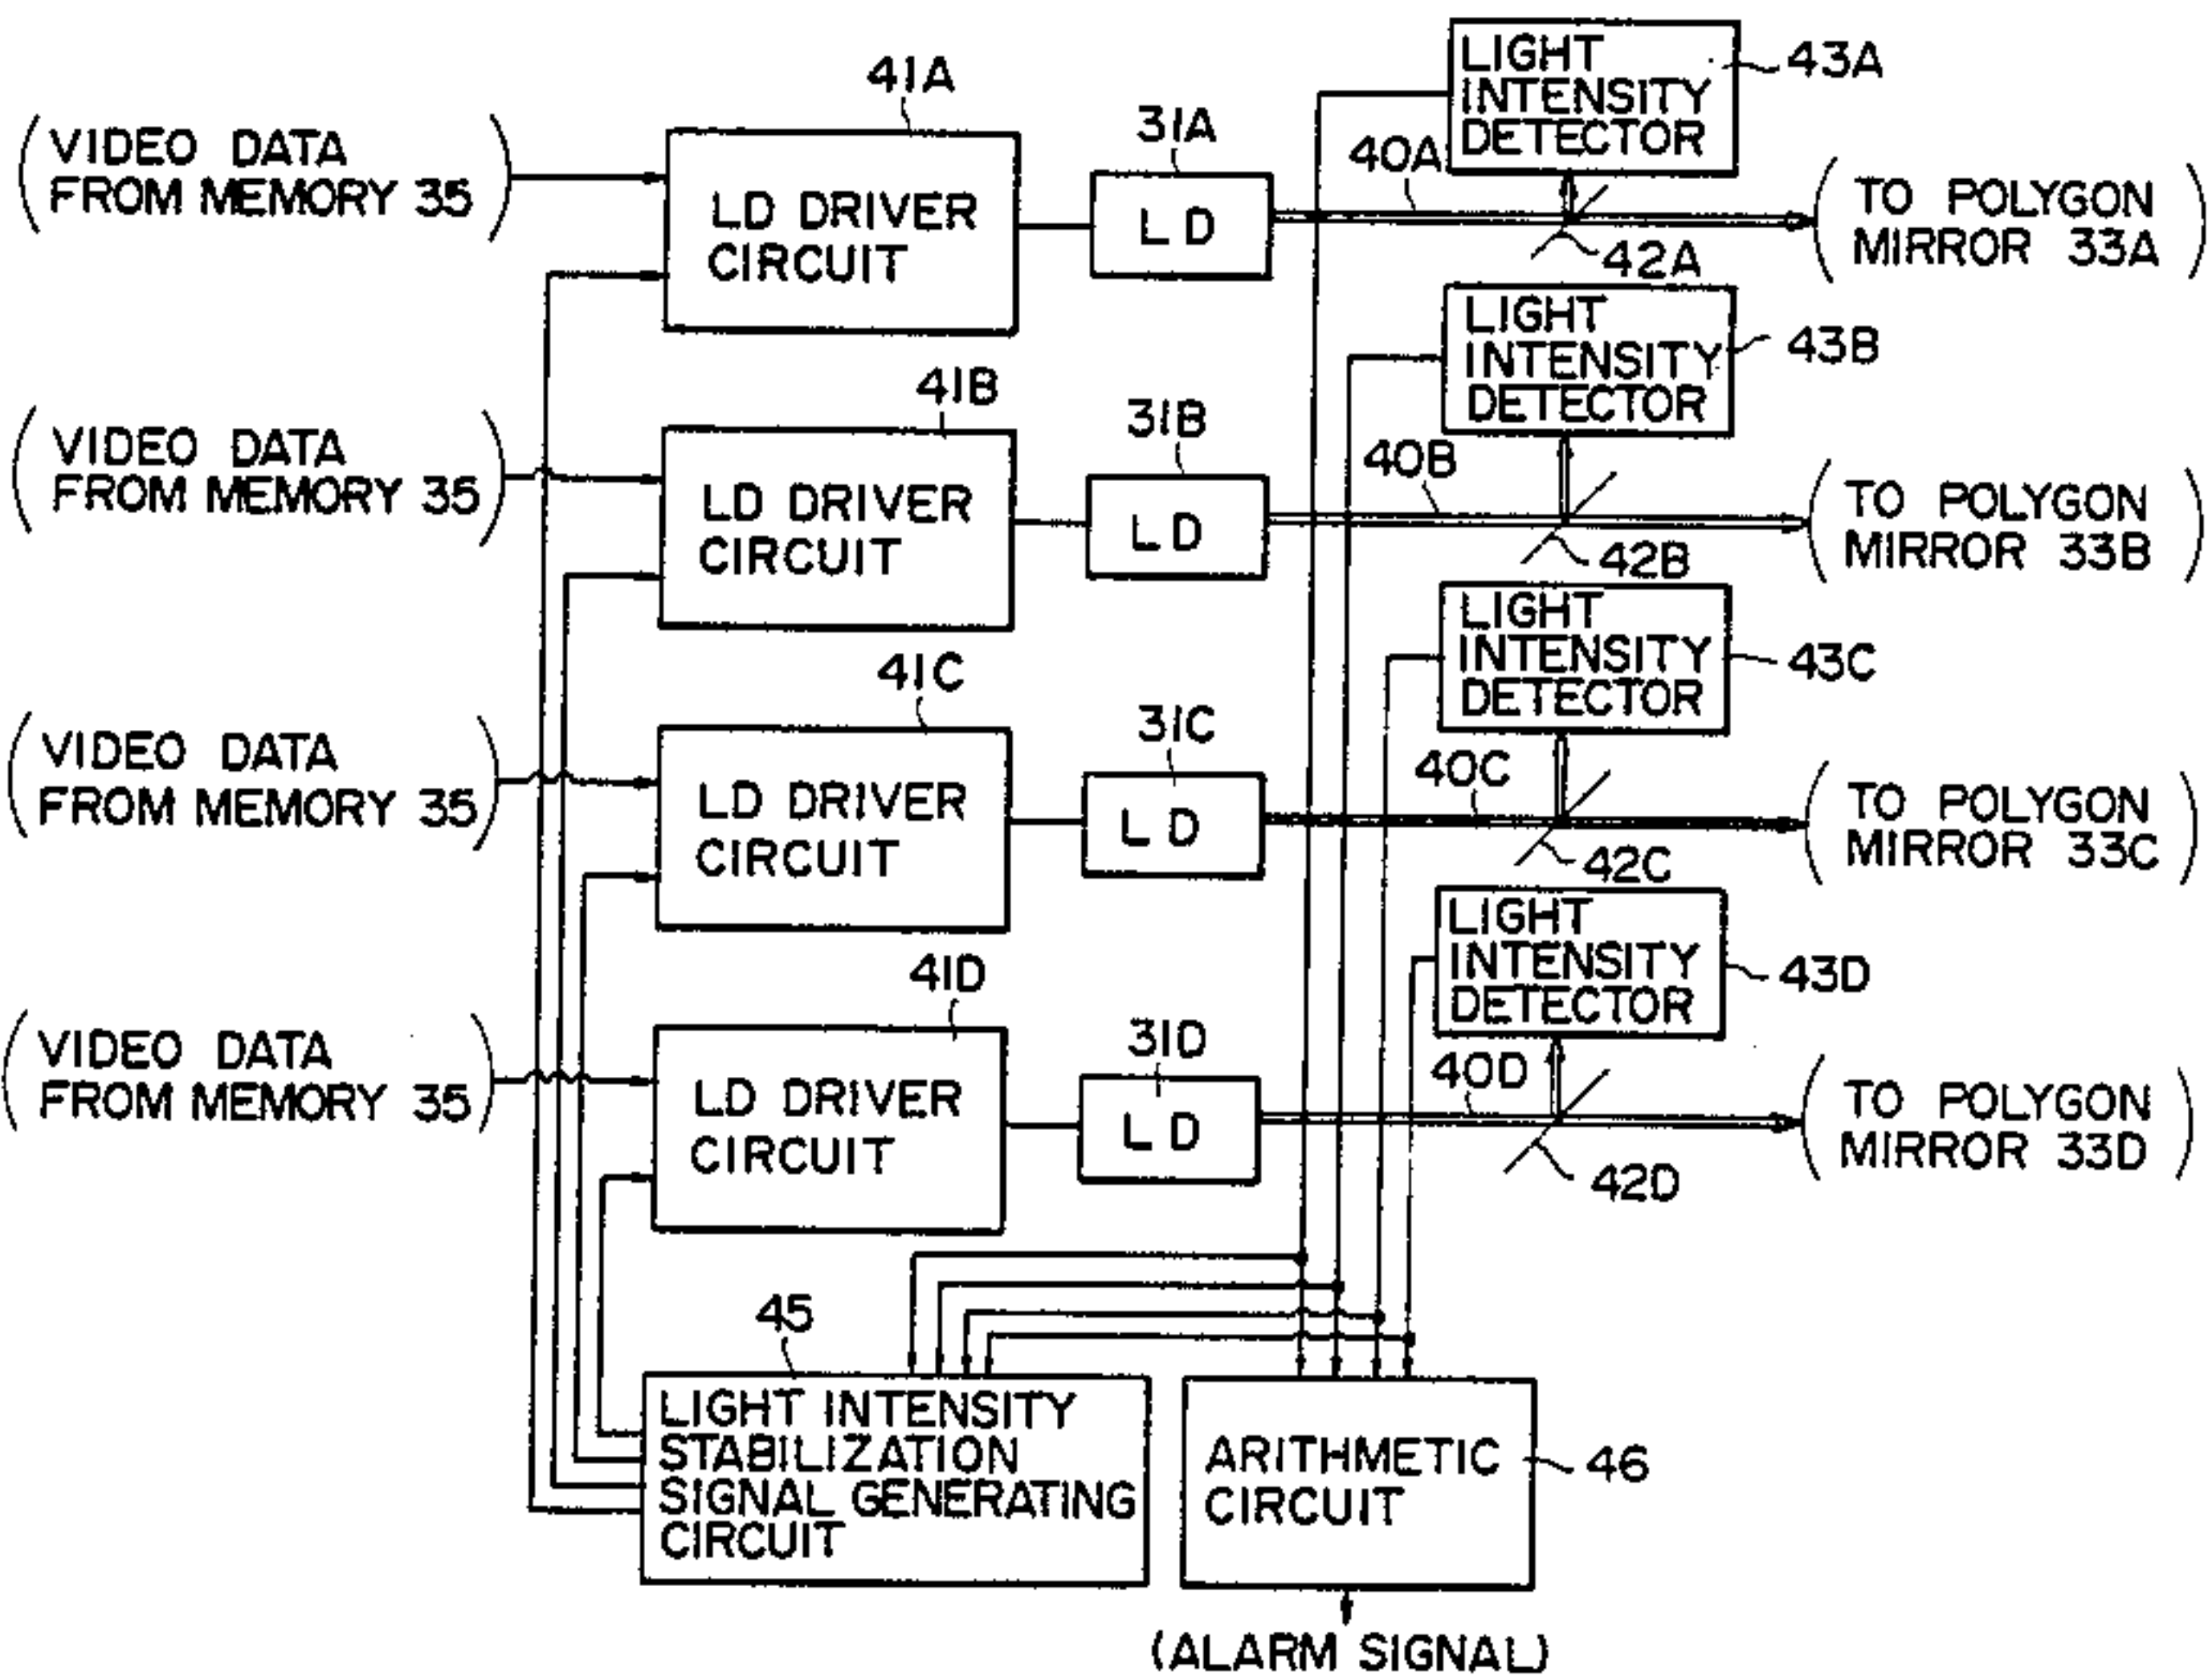 LIGHT
INTENSITY
DETECTOR
43A
41A
31A
40A
(VIDEO DATA
FROM MEMORY 35)
LD DRIVER
CIRCUIT
LD
(TO POLYGON
MIRROR 33A)
42A
LIGHT
INTENSITY
DETECTOR
43B
41B
31B
40B
(VIDEO DATA
FROM MEMORY 35)
LD DRIVER
CIRCUIT
LD
(TO POLYGON
MIRROR 33B)
42B
LIGHT
INTENSITY
DETECTOR
43C
41C
31C
40C
(VIDEO DATA
FROM MEMORY 35)
LD DRIVER
CIRCUIT
LD
(TO POLYGON
MIRROR 33C)
42C
LIGHT
INTENSITY
DETECTOR
43D
41D
31D
40D
(VIDEO DATA
FROM MEMORY 35)
LD DRIVER
CIRCUIT
LD
(TO POLYGON
MIRROR 33D)
42D
45
LIGHT INTENSITY
STABILIZATION
SIGNAL GENERATING
CIRCUIT
ARITHMETIC
CIRCUIT
46
(ALARM SIGNAL)